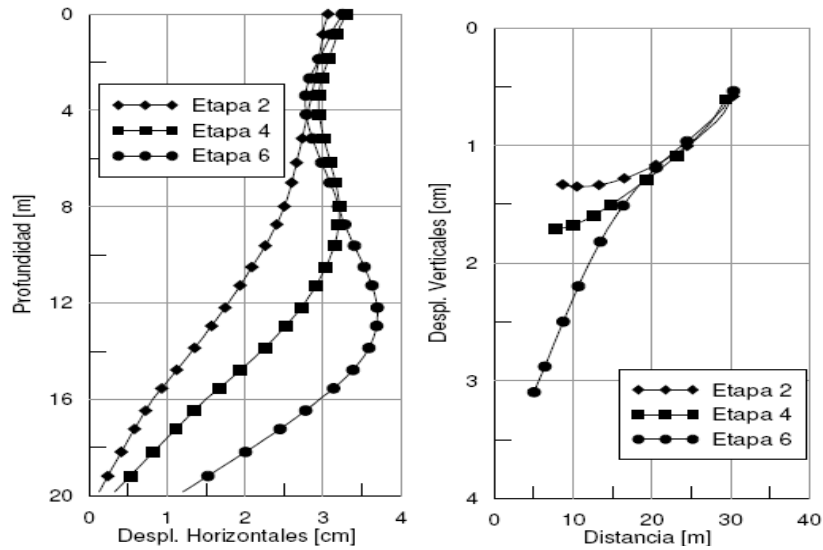 0
4
8
12
16
20
Profundidad [m]
Etapa 2
Etapa 4
Etapa 6
0 1 2 3 4
Despl. Horizontales [cm]
0
1
2
3
4
Despl. Verticales [cm]
Etapa 2
Etapa 4
Etapa 6
0 10 20 30 40
Distancia [m]